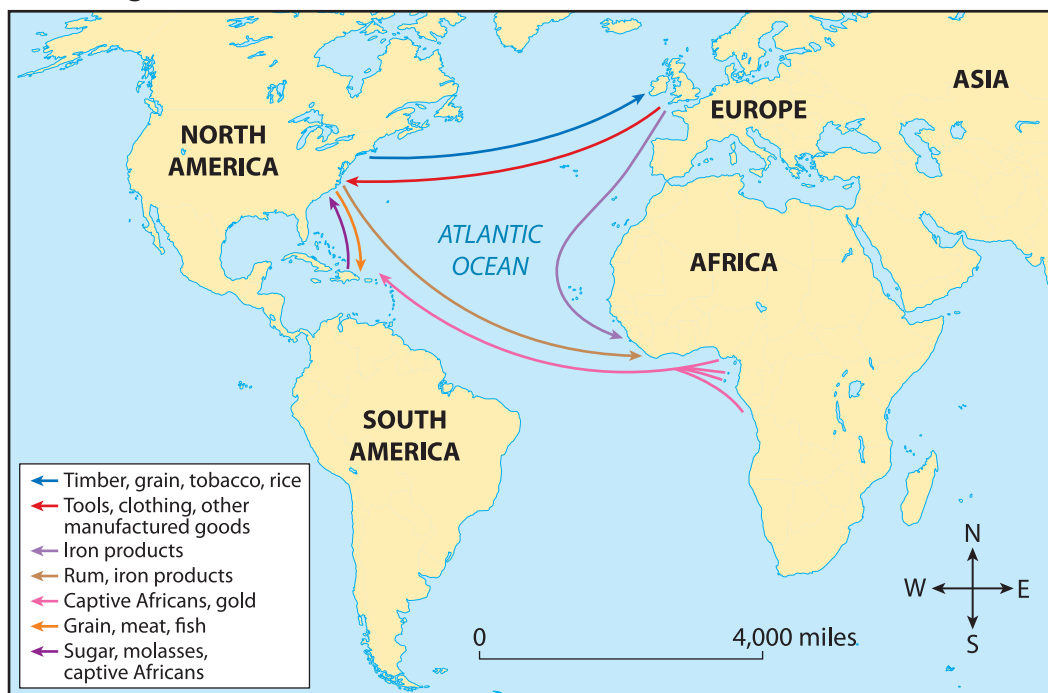 NORTH
AMERICA
EUROPE
ASIA
ATLANTIC
OCEAN
AFRICA
SOUTH
AMERICA
Timber, grain, tobacco, rice
Tools, clothing, other
manufactured goods
Iron products
Rum, iron products
Captive Africans, gold
Grain, meat, fish
Sugar, molasses,
captive Africans
0 4,000 miles
N
W E
S